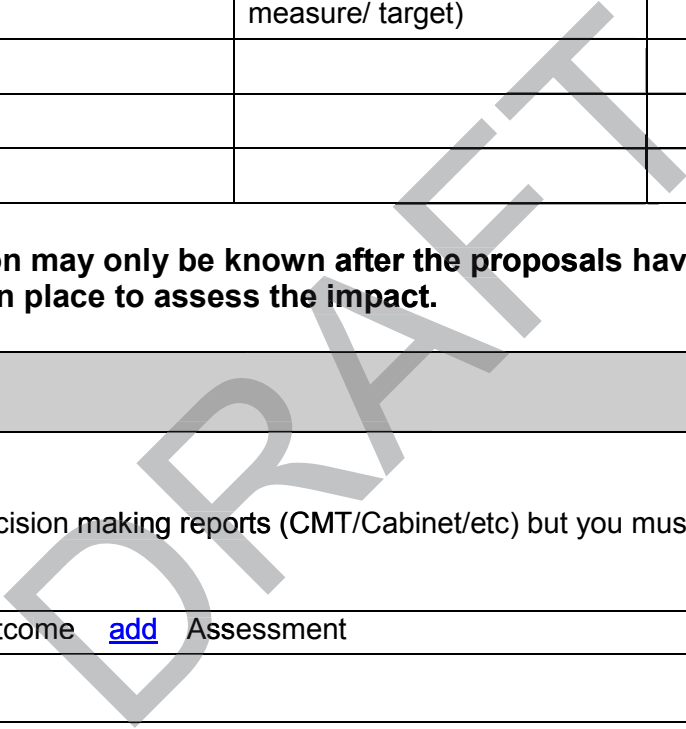 measure/ target)
on may only be known after the proposals hav
n place to assess the impact.
cision making reports (CMT/Cabinet/etc) but you mus
tcome add Assessment
DRAFT